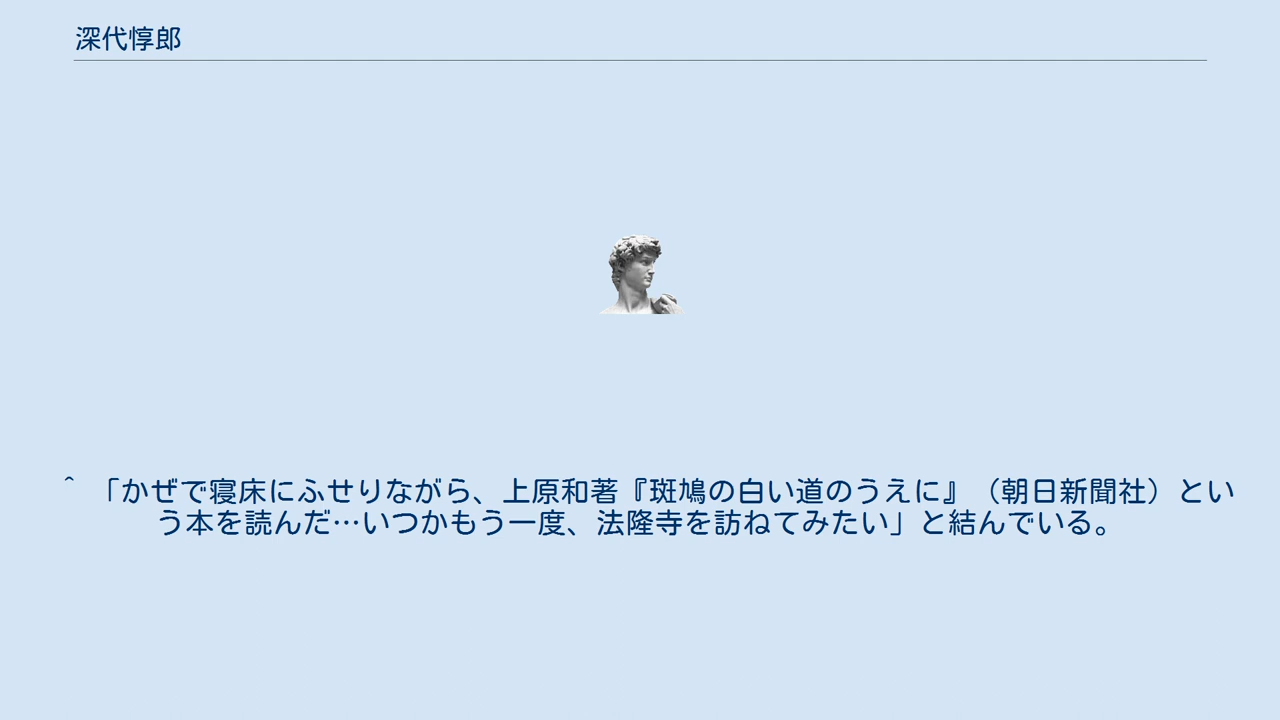 深代惇郎
^ 「かぜで寝床にふせりながら、上原和著『斑鳩の白い道のうえに』（朝日新聞社）とい
う本を読んだ…いつかもう一度、法隆寺を訪ねてみたい」と結んでいる。